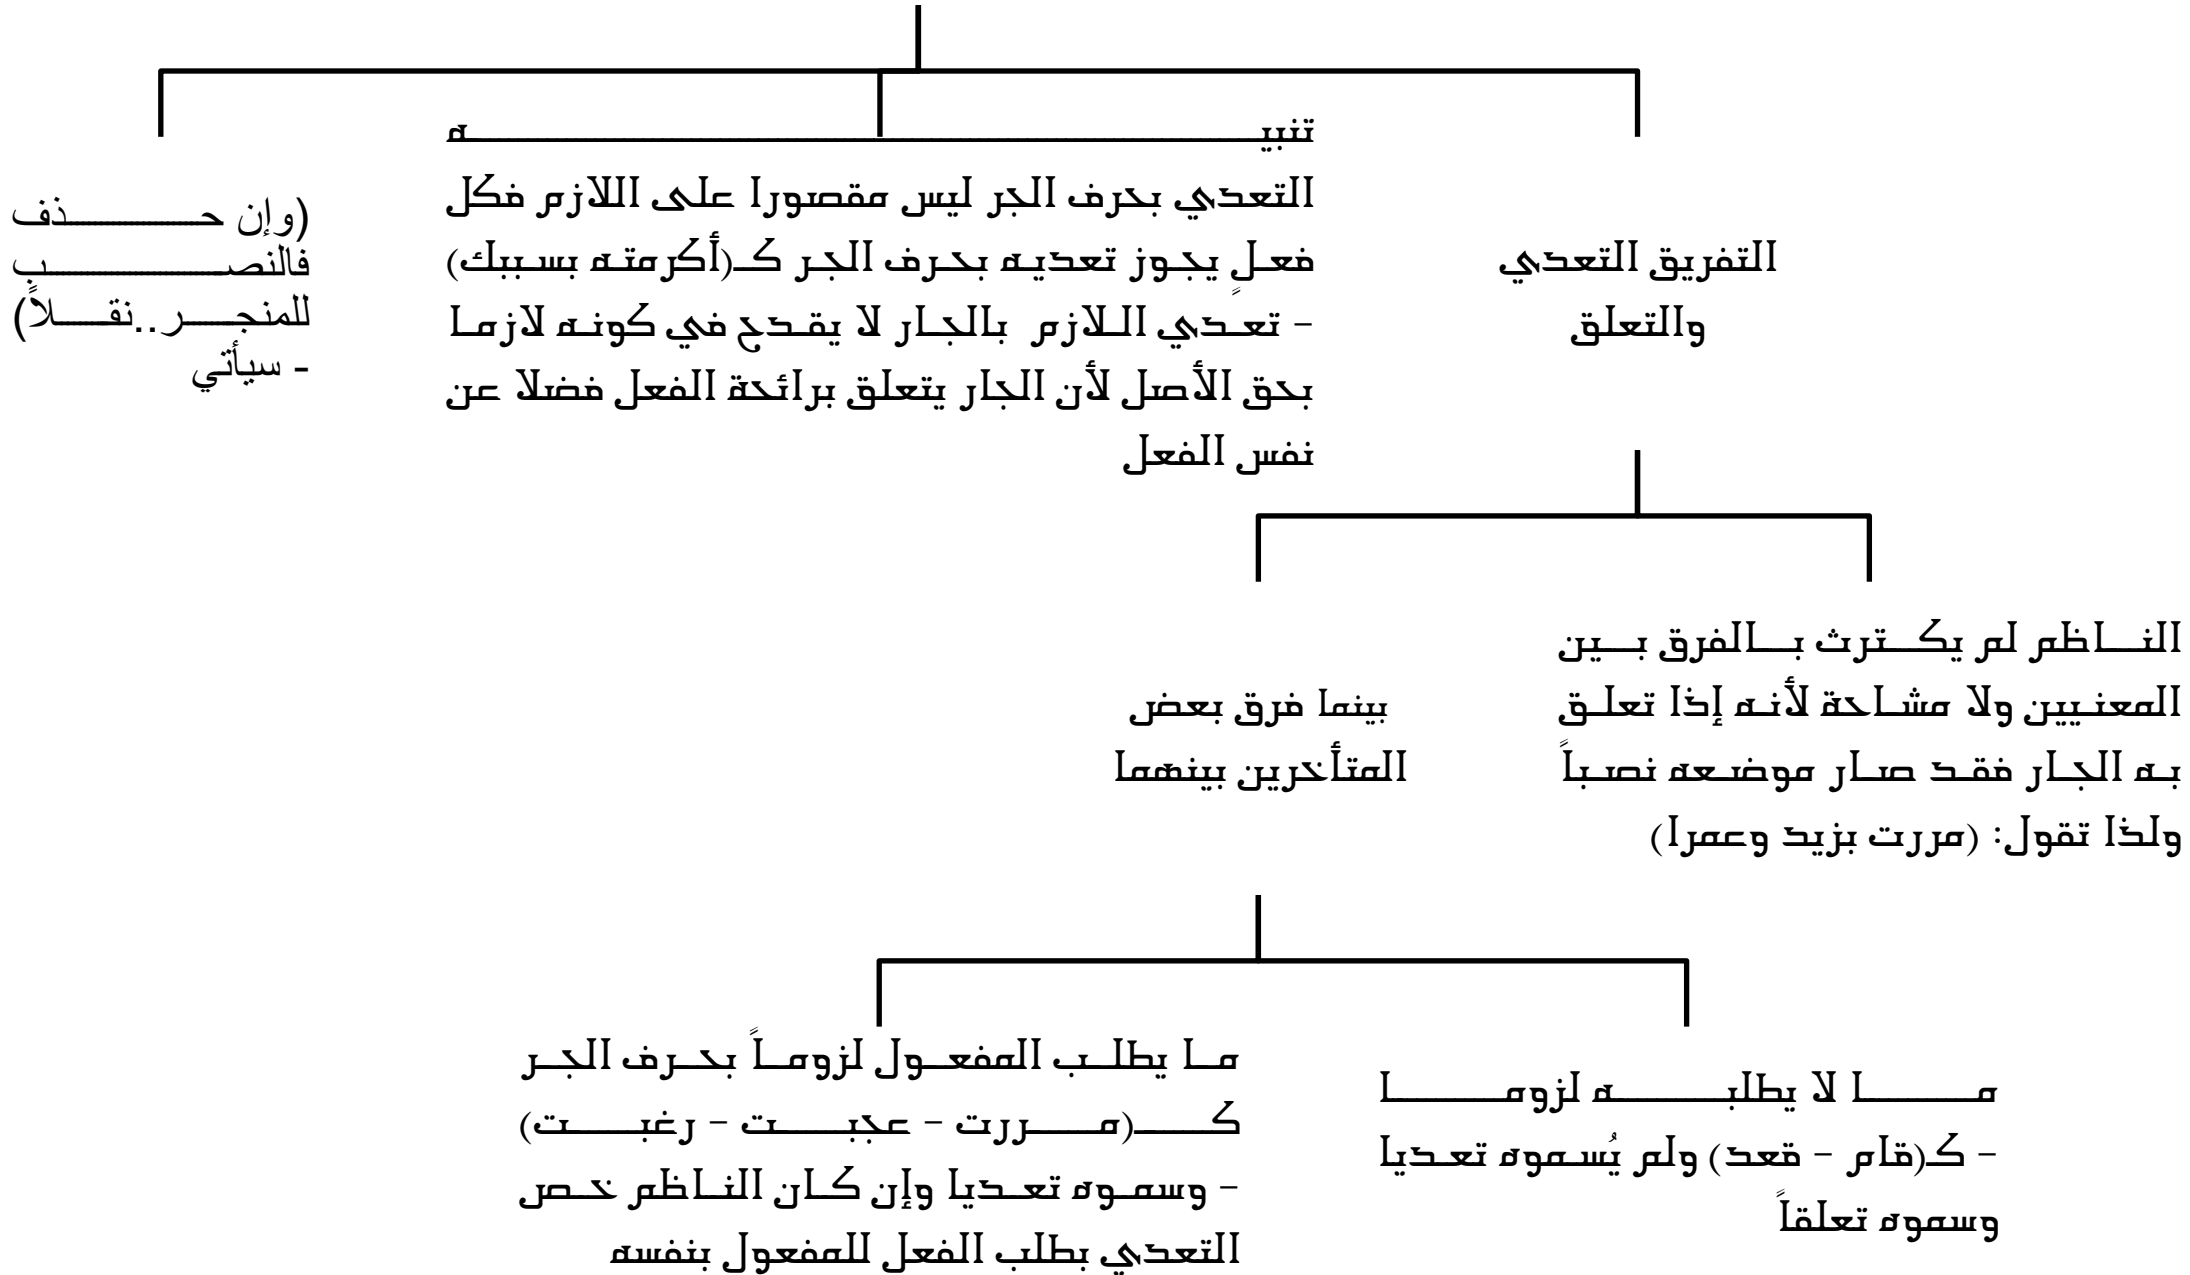 التفريق التعدي
والتعلق
تنبيه
التعدي بحرف الجر ليس مقصورا على اللازم فكل
فعلٍ يجوز تعديه بحرف الجر كـ(أكرمته بسببك)
- تعدي اللازم بالجار لا يقدح في كونه لازما
بحق الأصل لأن الجار يتعلق برائحة الفعل فضلا عن
نفس الفعل
(وإن حذف
فالنصب
للمنجر..نقلاً)
- سيأتي
الناظم لم يكترث بالفرق بين
المعنيين ولا مشاحة لأنه إذا تعلق
به الجار فقد صار موضعه نصباً
ولذا تقول: (مررت بزيد وعمرا)
بينما فرق بعض
المتأخرين بينهما
ما لا يطلبه لزوما
- كـ(قام - قعد) ولم يُسموه تعديا
وسموه تعلقاً
ما يطلب المفعول لزوماً بحرف الجر
كـ(مررت - عجبت - رغبت)
- وسموه تعديا وإن كان الناظم خص
التعدي بطلب الفعل للمفعول بنفسه